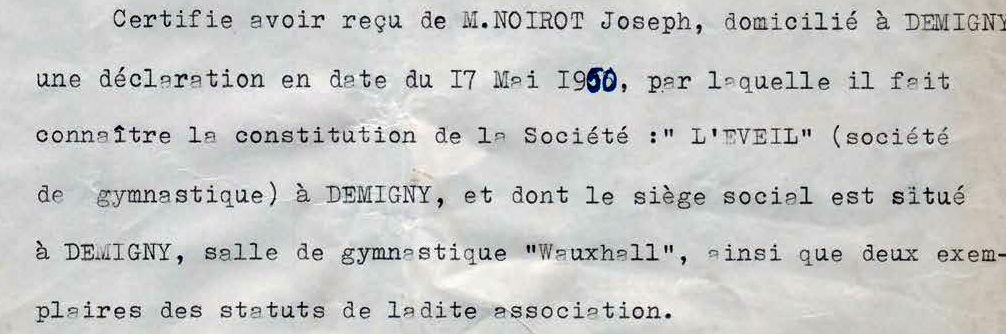 Certifie avoir reçu de M.NOIROT Joseph, domicilié à DEMIGNY
une déclaration en date du I7 Mai I960, par laquelle il fait
connaître la constitution de la Société :" L'EVEIL" (société
de gymnastique) à DEMIGNY, et dont le siège social est situé
à DEMIGNY, salle de gymnastique "Wauxhall", ainsi que deux exem-
plaires des statuts de ladite association.